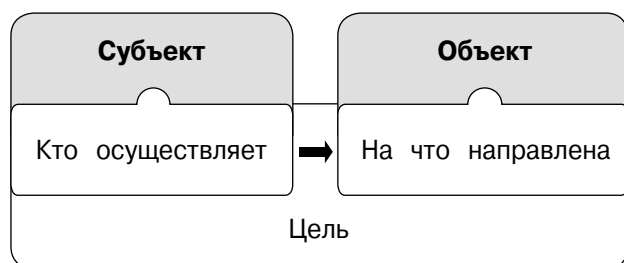 Субъект
Объект
Кто осуществляет
На что направлена
Цель